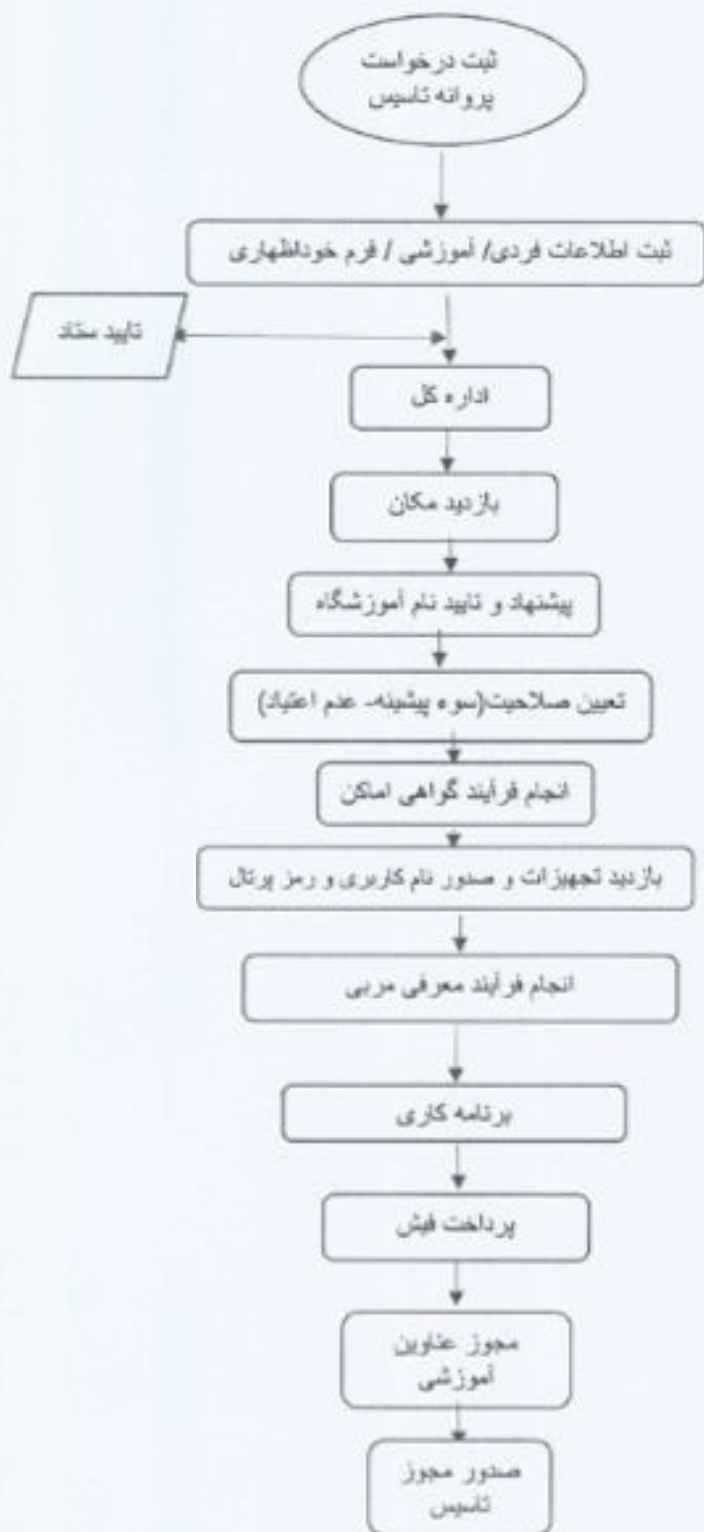 ثبت درخواست
پروانه تاسیس
ثبت اطلاعات فردی/ آموزشی / فرم خوداظهاری
تایید ستاد
اداره کل
بازدید مکان
پیشنهاد و تایید نام آموزشگاه
تعیین صلاحیت(سوء پیشینه- عدم اعتیاد)
انجام فرآیند گواهی اماکن
بازدید تجهیزات و صدور نام کاربری و رمز پرتال
انجام فرآیند معرفی مربی
برنامه کاری
پرداخت فیش
مجوز عناوین
آموزشی
صدور مجوز
تاسیس